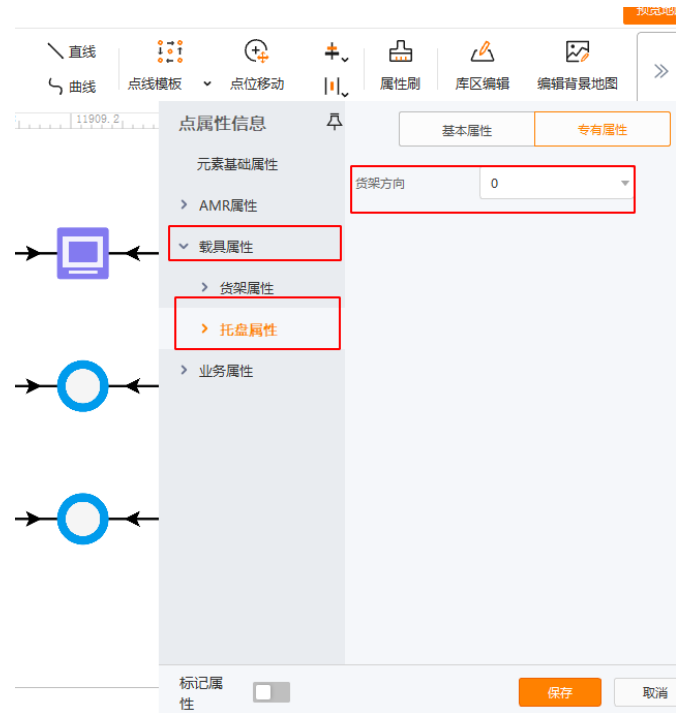 预览地
直线
曲线
点线模板
点位移动
属性刷
库区编辑
编辑背景地图
11909.2
点属性信息
基本属性
专有属性
元素基础属性
货架方向
0
AMR属性
载具属性
货架属性
托盘属性
业务属性
标记属性
保存
取消